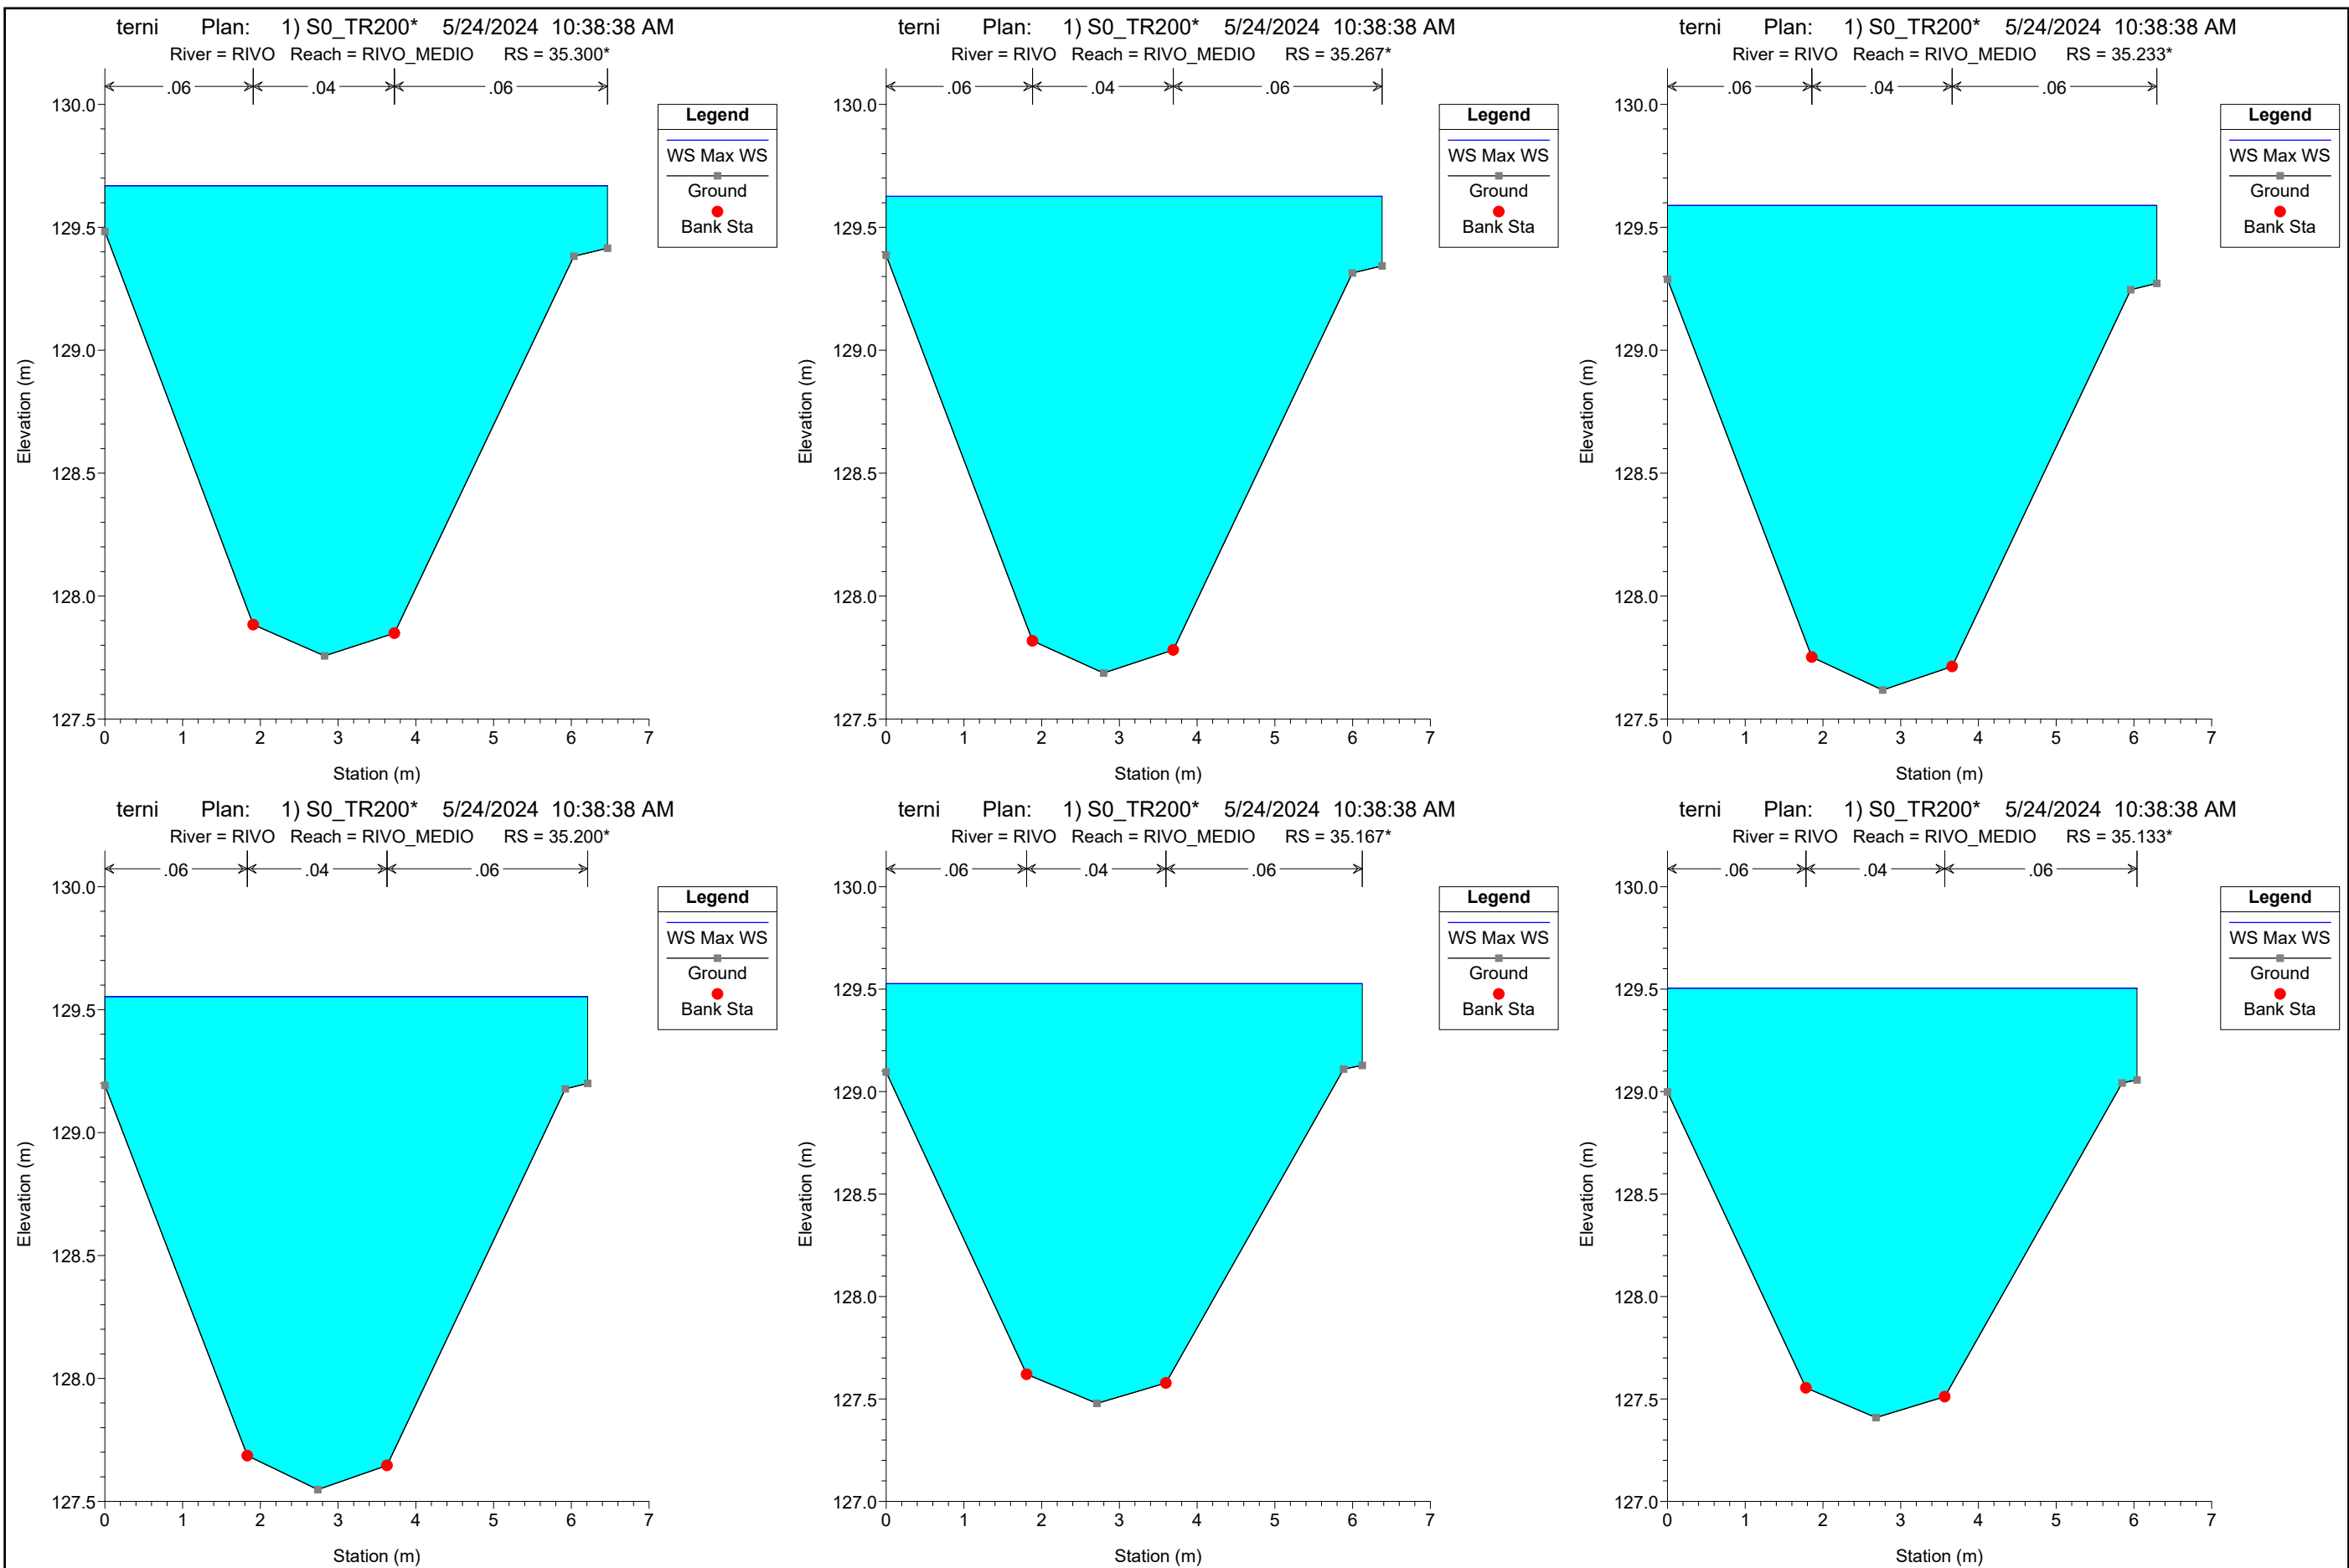 terni Plan: 1) S0_TR200* 5/24/2024 10:38:38 AM
River = RIVO Reach = RIVO_MEDIO RS = 35.300*
.06 .04 .06
130.0
129.5
129.0
128.5
128.0
127.5
Elevation (m)
0 1 2 3 4 5 6 7
Station (m)
Legend
WS Max WS
Ground
Bank Sta
terni Plan: 1) S0_TR200* 5/24/2024 10:38:38 AM
River = RIVO Reach = RIVO_MEDIO RS = 35.267*
.06 .04 .06
130.0
129.5
129.0
128.5
128.0
127.5
Elevation (m)
0 1 2 3 4 5 6 7
Station (m)
Legend
WS Max WS
Ground
Bank Sta
terni Plan: 1) S0_TR200* 5/24/2024 10:38:38 AM
River = RIVO Reach = RIVO_MEDIO RS = 35.233*
.06 .04 .06
130.0
129.5
129.0
128.5
128.0
127.5
Elevation (m)
0 1 2 3 4 5 6 7
Station (m)
Legend
WS Max WS
Ground
Bank Sta
terni Plan: 1) S0_TR200* 5/24/2024 10:38:38 AM
River = RIVO Reach = RIVO_MEDIO RS = 35.200*
.06 .04 .06
130.0
129.5
129.0
128.5
128.0
127.5
Elevation (m)
0 1 2 3 4 5 6 7
Station (m)
Legend
WS Max WS
Ground
Bank Sta
terni Plan: 1) S0_TR200* 5/24/2024 10:38:38 AM
River = RIVO Reach = RIVO_MEDIO RS = 35.167*
.06 .04 .06
130.0
129.5
129.0
128.5
128.0
127.5
127.0
Elevation (m)
0 1 2 3 4 5 6 7
Station (m)
Legend
WS Max WS
Ground
Bank Sta
terni Plan: 1) S0_TR200* 5/24/2024 10:38:38 AM
River = RIVO Reach = RIVO_MEDIO RS = 35.133*
.06 .04 .06
130.0
129.5
129.0
128.5
128.0
127.5
127.0
Elevation (m)
0 1 2 3 4 5 6 7
Station (m)
Legend
WS Max WS
Ground
Bank Sta